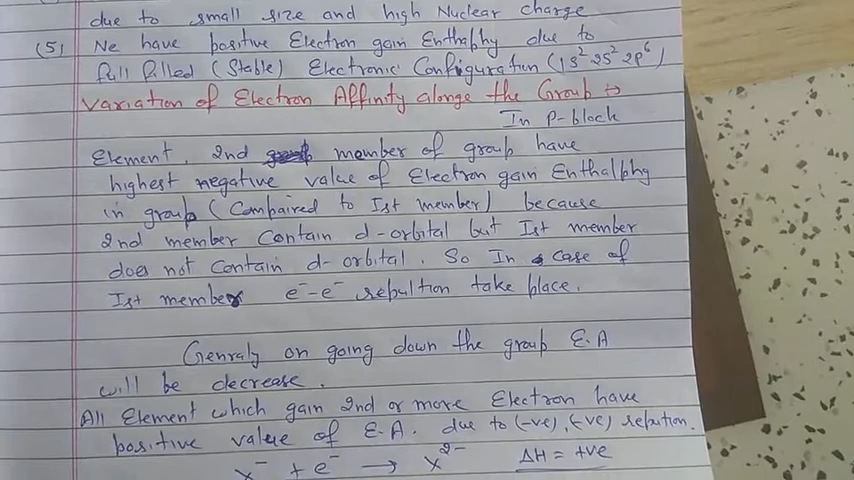 due to small size and high Nuclear charge
(5) Ne have positive Electron gain Enthalphy due to
full filled (Stable) Electronic Configuration (1s² 2s² 2p⁶)
Variation of Electron Affinity alonge the Group →
In P-block
Element, 2nd member of group have
highest negative value of Electron gain Enthalphy
in group (Compaired to Ist member) because
2nd member contain d-orbital but Ist member
does not contain d-orbital. So In case of
Ist member e⁻-e⁻ repultion take place.
Genraly on going down the group E.A
will be decrease.
All Element which gain 2nd or more Electron have
positive value of E.A. due to (-ve), (-ve) repution.
x⁻ + e⁻ → x²⁻ ΔH = +ve